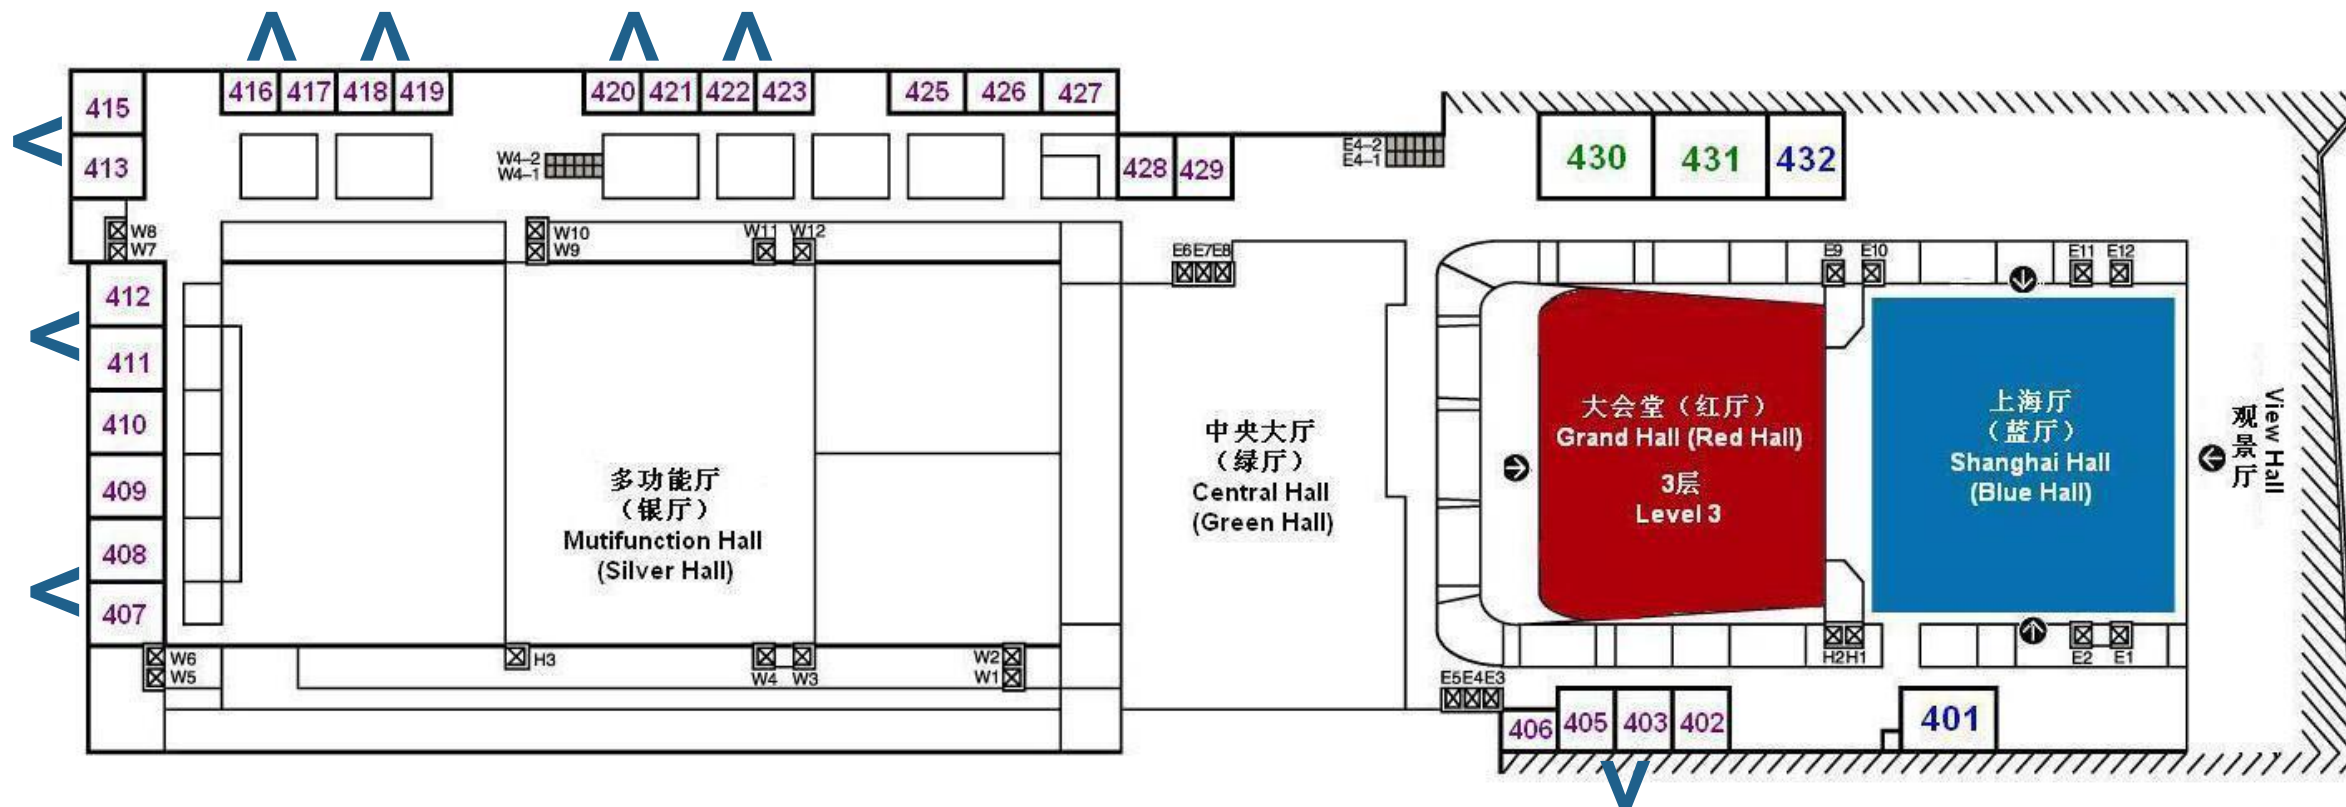 415
416
417
418
419
420
421
422
423
425
426
427
413
428
429
430
431
432
W4-2
W4-1
E4-2
E4-1
W8
W7
W10
W9
W11
W12
E6
E7
E8
E9
E10
E11
E12
412
411
410
409
408
407
多功能厅
（银厅）
Mutifunction Hall
(Silver Hall)
中央大厅
（绿厅）
Central Hall
(Green Hall)
大会堂（红厅）
Grand Hall (Red Hall)
3层
Level 3
上海厅
（蓝厅）
Shanghai Hall
(Blue Hall)
观景厅
View Hall
W6
W5
H3
W4
W3
W2
W1
E5
E4
E3
H2
H1
E2
E1
406
405
403
402
401